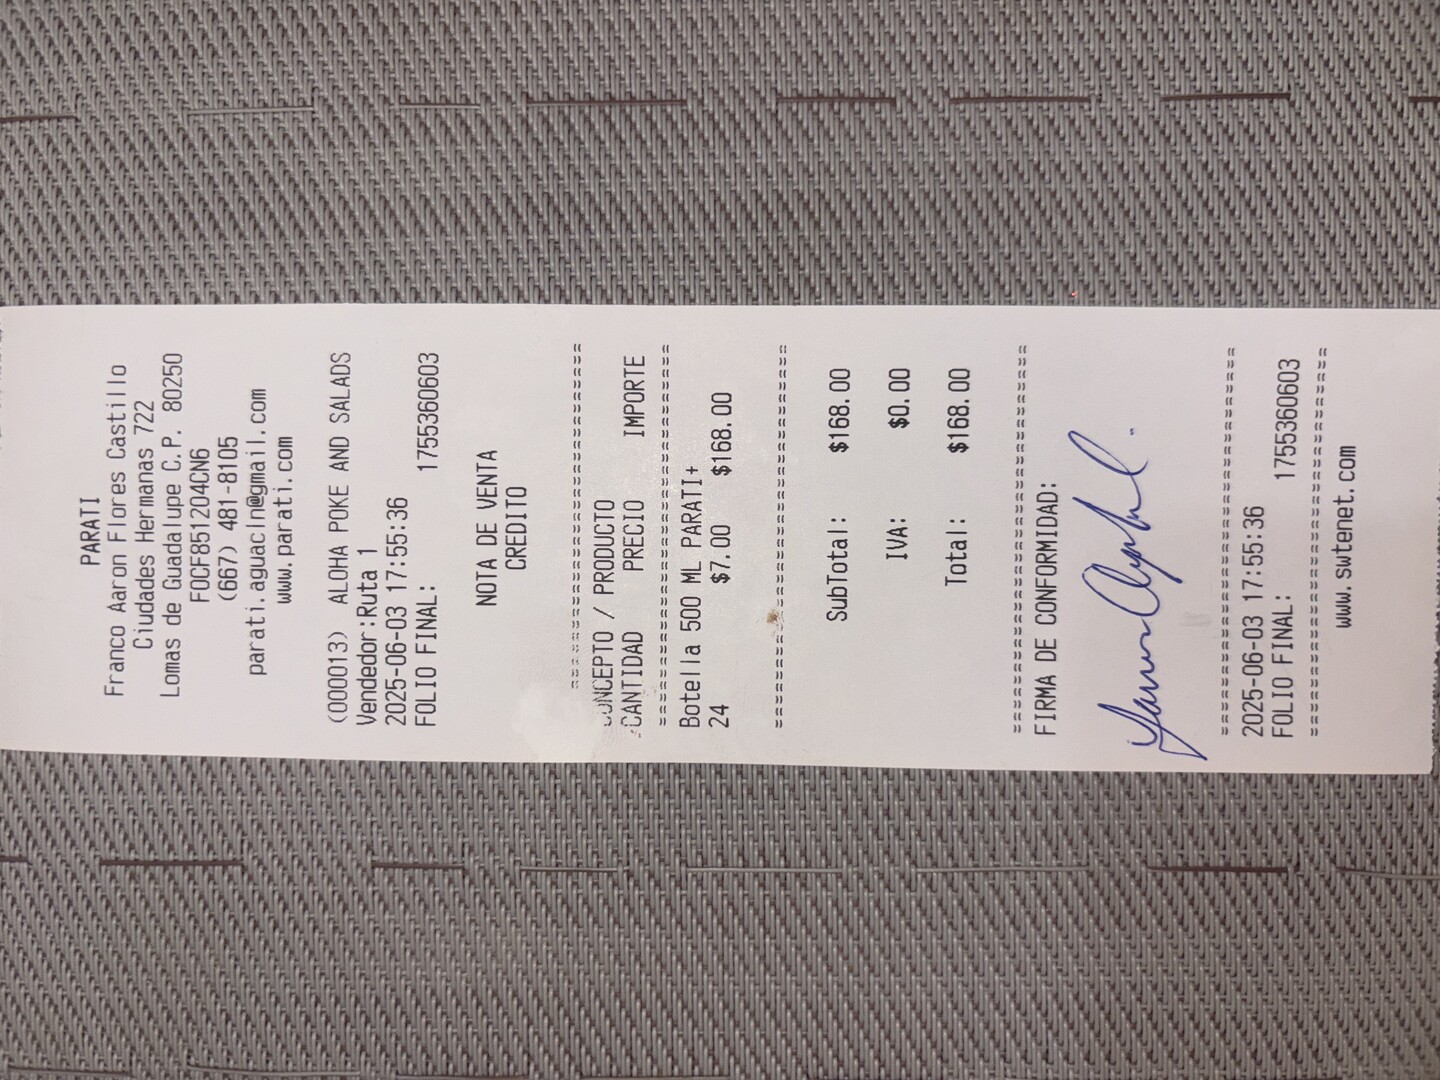 PARATI
Franco Aaron Flores Castillo
Ciudades Hermanas 722
Lomas de Guadalupe C.P. 80250
FOCF851204CN6
(667) 481-8105
parati.aguacln@gmail.com
www.parati.com
(000013) ALOHA POKE AND SALADS
Vendedor:Ruta 1
2025-06-03 17:55:36
FOLIO FINAL: 1755360603
NOTA DE VENTA
CREDITO
==============================
CONCEPTO / PRODUCTO
CANTIDAD PRECIO IMPORTE
==============================
Botella 500 ML PARATI+
24 $7.00 $168.00
==============================
SubTotal: $168.00
IVA: $0.00
Total: $168.00
==============================
FIRMA DE CONFORMIDAD:
==============================
2025-06-03 17:55:36
FOLIO FINAL: 1755360603
==============================
www.swtenet.com